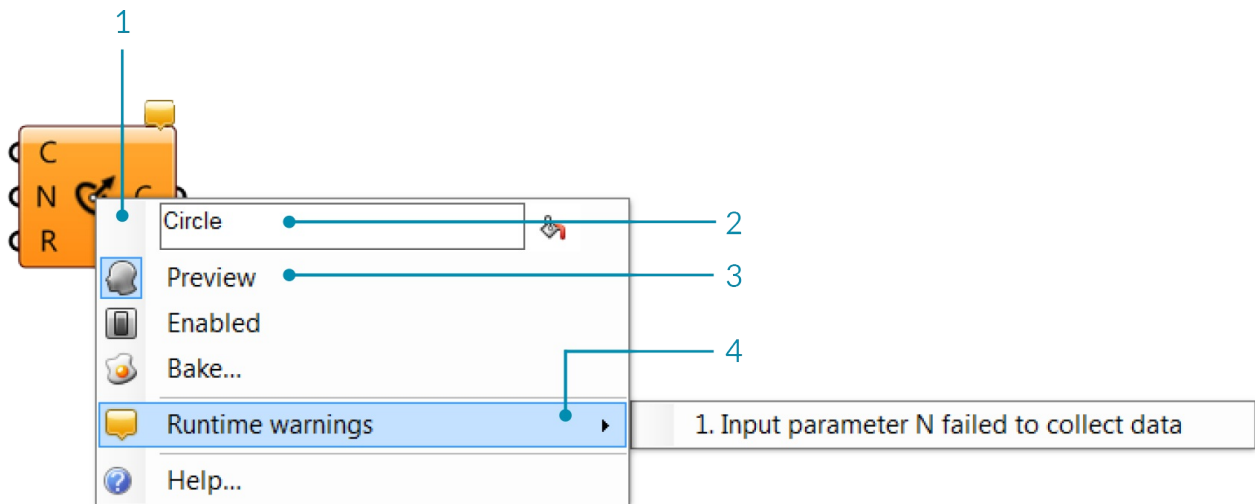 1
C
N
R
C
Circle
2
Preview
3
Enabled
4
Bake...
Runtime warnings
1. Input parameter N failed to collect data
Help...